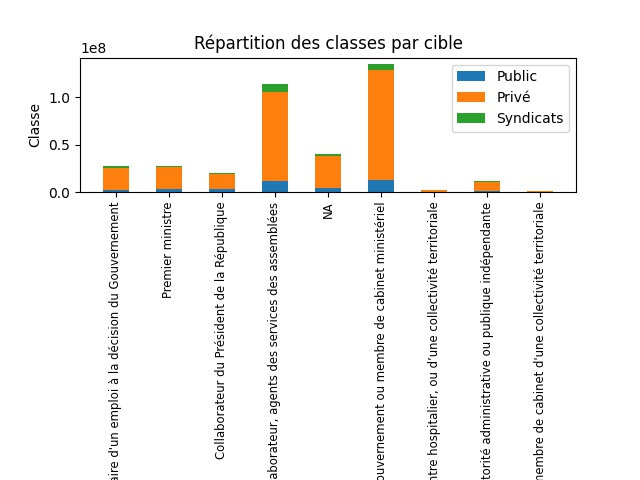 Répartition des classes par cible
1e8
Classe
1.0
0.5
0.0
Public
Privé
Syndicats
aire d'un emploi à la décision du Gouvernement
Premier ministre
Collaborateur du Président de la République
aborateur, agents des services des assemblées
NA
ouvernement ou membre de cabinet ministériel
ntre hospitalier, ou d'une collectivité territoriale
torité administrative ou publique indépendante
membre de cabinet d'une collectivité territoriale